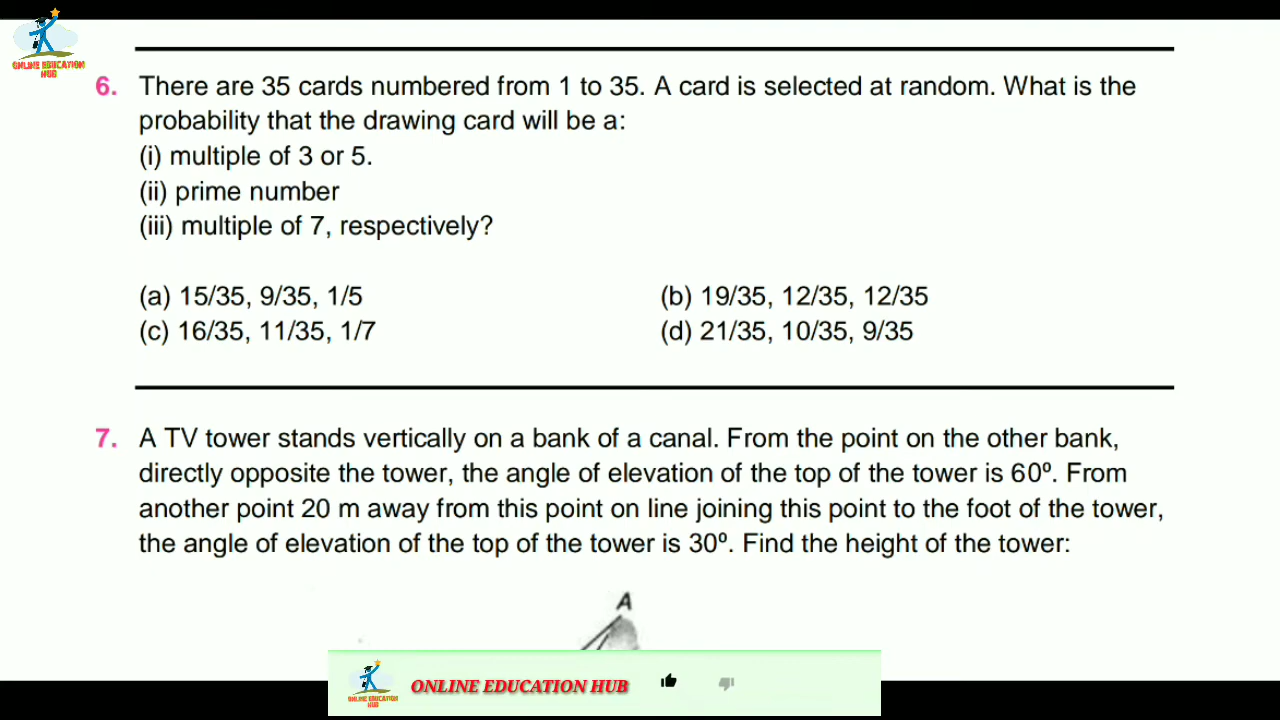 ONLINE EDUCATION
HUB
6. There are 35 cards numbered from 1 to 35. A card is selected at random. What is the
probability that the drawing card will be a:
(i) multiple of 3 or 5.
(ii) prime number
(iii) multiple of 7, respectively?
(a) 15/35, 9/35, 1/5 (b) 19/35, 12/35, 12/35
(c) 16/35, 11/35, 1/7 (d) 21/35, 10/35, 9/35
7. A TV tower stands vertically on a bank of a canal. From the point on the other bank,
directly opposite the tower, the angle of elevation of the top of the tower is 60º. From
another point 20 m away from this point on line joining this point to the foot of the tower,
the angle of elevation of the top of the tower is 30º. Find the height of the tower:
A
ONLINE EDUCATION HUB
ONLINE EDUCATION
HUB